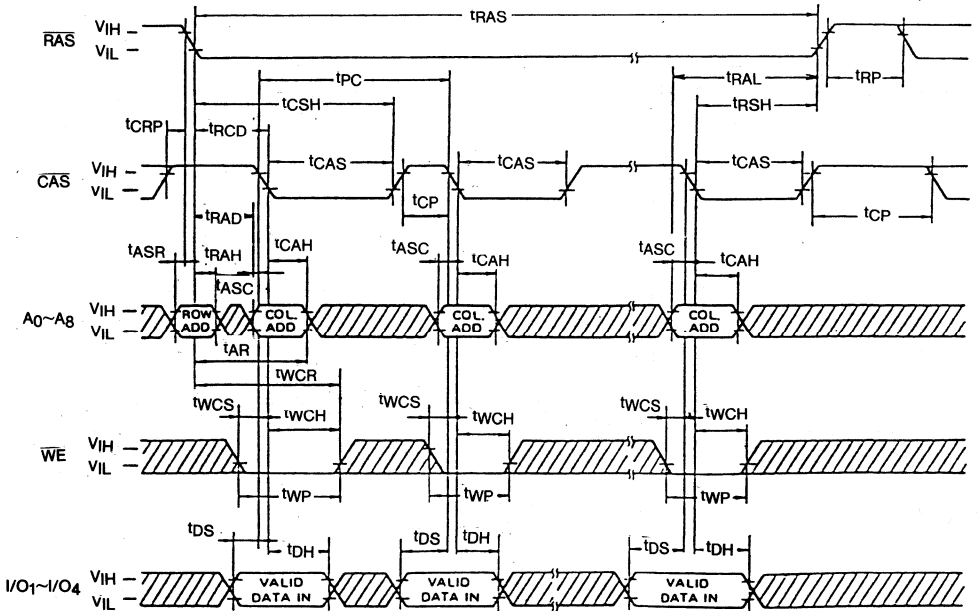 tRAS
RAS VIH
VIL
tPC tRAL tRP
tCSH tRSH
tCRP tRCD
tCAS tCAS tCAS
CAS VIH
VIL
tCP tCP
tRAD
tASR tRAH tCAH tASC tCAH tASC tCAH
tASC
A0~A8 VIH
VIL
ROW ADD
COL. ADD
COL. ADD
COL. ADD
tAR
tWCR
tWCS tWCH tWCS tWCH tWCS tWCH
WE VIH
VIL
tWP tWP tWP
tDS tDH tDS tDH tDS tDH
I/O1~I/O4 VIH
VIL
VALID DATA IN
VALID DATA IN
VALID DATA IN